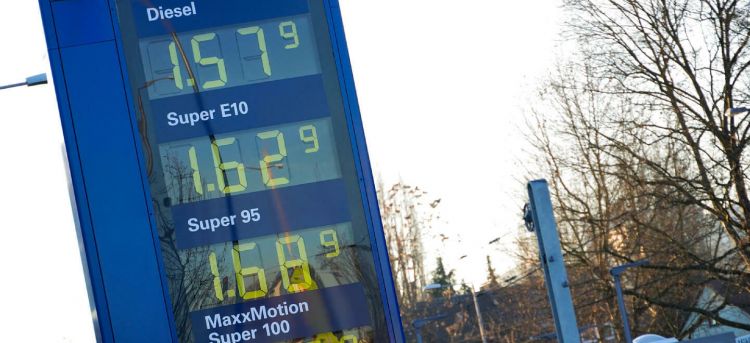 Diesel
1.57⁹
Super E10
1.62⁹
Super 95
1.68⁹
MaxxMotion
Super 100